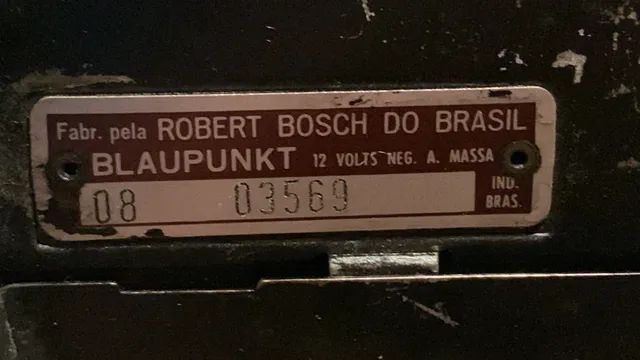 Fabr. pela ROBERT BOSCH DO BRASIL
BLAUPUNKT 12 VOLTS NEG. A. MASSA
08 03569 IND.
BRAS.